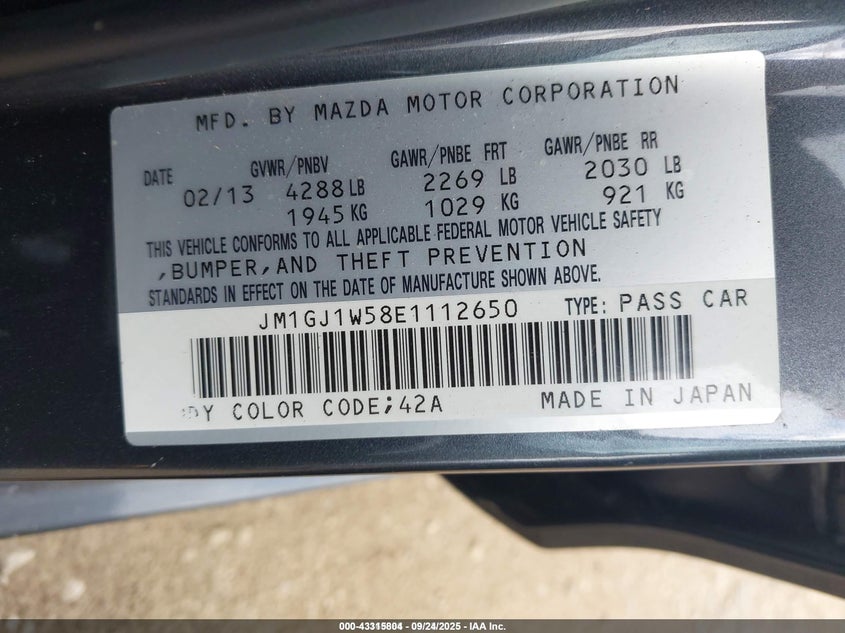 MFD. BY MAZDA MOTOR CORPORATION
DATE GVWR/PNBV GAWR/PNBE FRT GAWR/PNBE RR
02/13 4288 LB 2269 LB 2030 LB
1945 KG 1029 KG 921 KG
THIS VEHICLE CONFORMS TO ALL APPLICABLE FEDERAL MOTOR VEHICLE SAFETY
,BUMPER,AND THEFT PREVENTION
STANDARDS IN EFFECT ON THE DATE OF MANUFACTURE SHOWN ABOVE.
JM1GJ1W58E1112650 TYPE: PASS CAR
DY COLOR CODE;42A MADE IN JAPAN
000-43315804 - 09/24/2025 - IAA Inc.